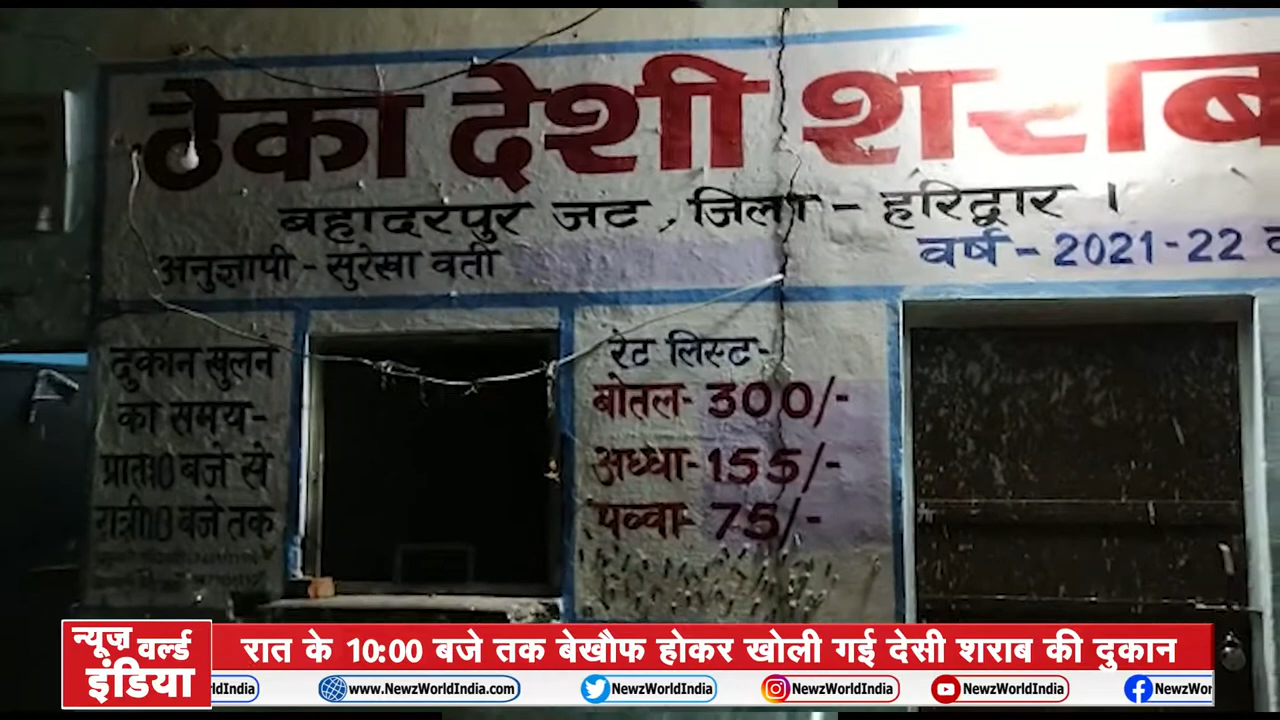 ठेका देशी शराब
बहादरपुर जट , जिला - हरिद्वार ।
अनुज्ञापी - सुरेखा वर्ती
वर्ष - 2021-22
दुकान खुलन
का समय-
प्रातः10 बजे से
रात्री10 बजे तक
रेट लिस्ट-
बोतल- 300/-
अध्धा- 155/-
पव्वा- 75/-
न्यूज़ वर्ल्ड
इंडिया
रात के 10:00 बजे तक बेखौफ होकर खोली गई देसी शराब की दुकान
www.NewzWorldIndia.com
NewzWorldIndia
NewzWorldIndia
NewzWorldIndia